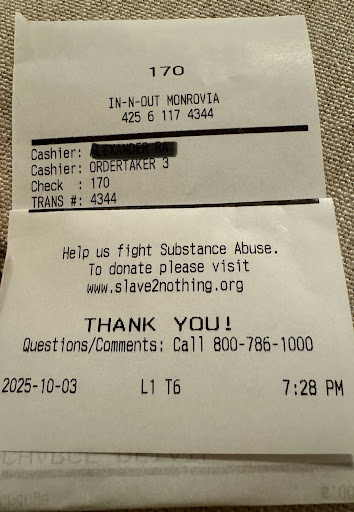 170
IN-N-OUT MONROVIA
425 6 117 4344
Cashier:
Cashier: ORDERTAKER 3
Check : 170
TRANS #: 4344
Help us fight Substance Abuse.
To donate please visit
www.slave2nothing.org
THANK YOU!
Questions/Comments: Call 800-786-1000
2025-10-03 L1 T6 7:28 PM